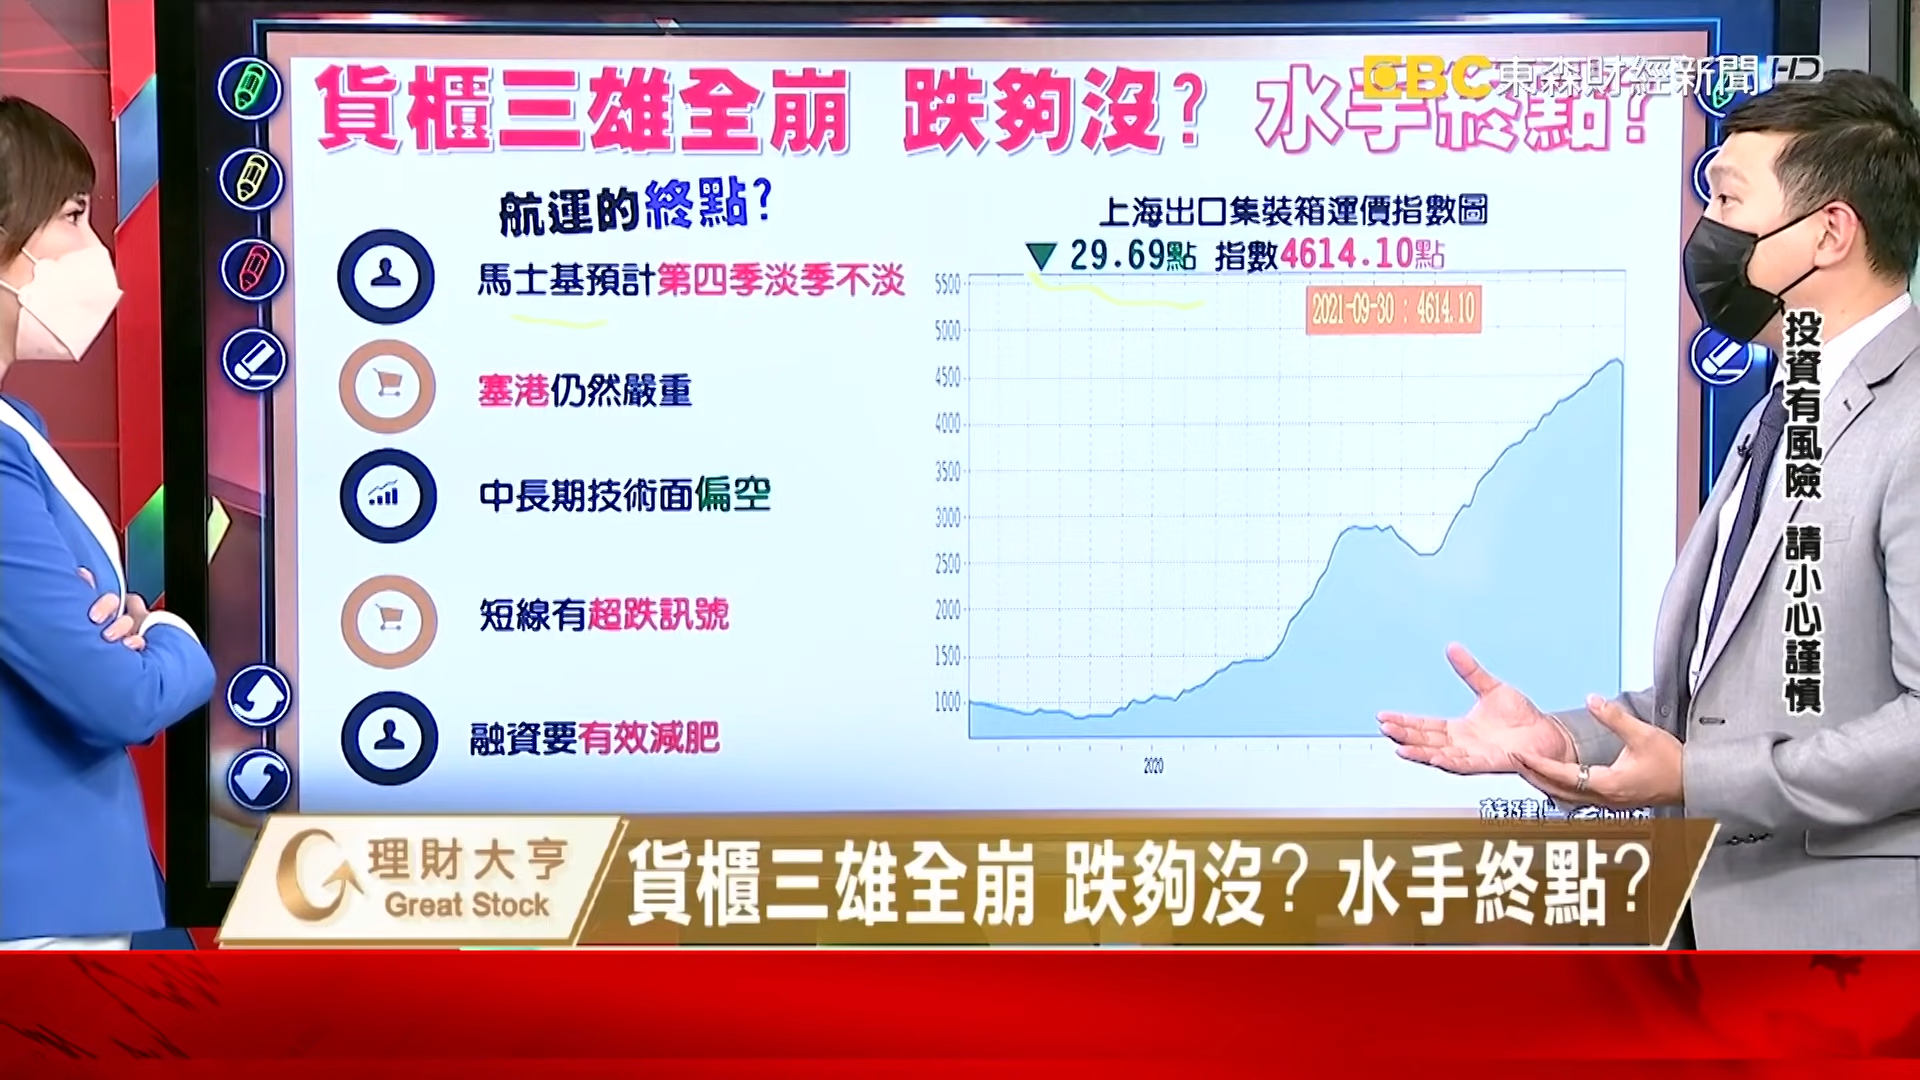 貨櫃三雄全崩 跌夠沒? 水手終點?
EBC 東森財經新聞 HD
航運的終點?
馬士基預計第四季淡季不淡
塞港仍然嚴重
中長期技術面偏空
短線有超跌訊號
融資要有效減肥
上海出口集裝箱運價指數圖
▼ 29.69點 指數4614.10點
2021-09-30 : 4614.10
5500
5000
4500
4000
3500
3000
2500
2000
1500
1000
2020
投資有風險 請小心謹慎
理財大亨
Great Stock
貨櫃三雄全崩 跌夠沒? 水手終點?